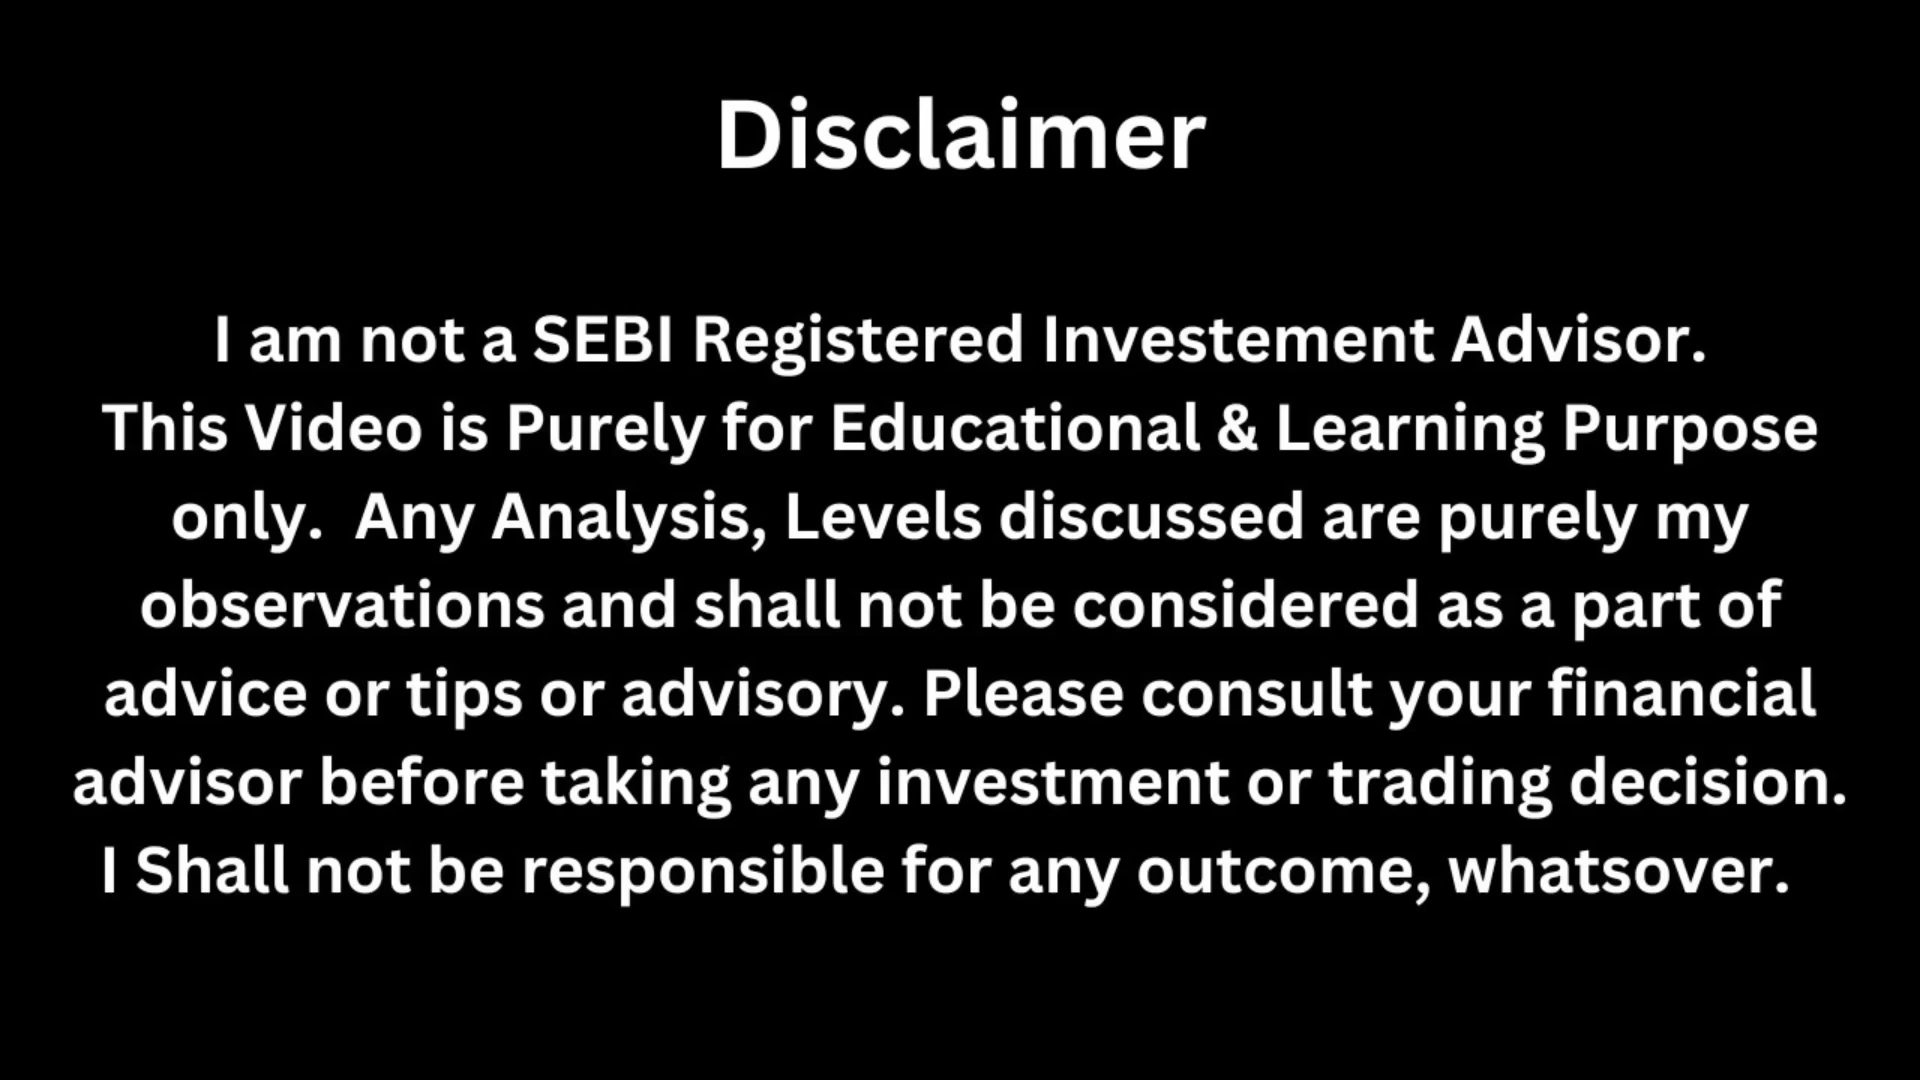 Disclaimer
I am not a SEBI Registered Investement Advisor.
This Video is Purely for Educational & Learning Purpose
only.  Any Analysis, Levels discussed are purely my
observations and shall not be considered as a part of
advice or tips or advisory. Please consult your financial
advisor before taking any investment or trading decision.
I Shall not be responsible for any outcome, whatsover.